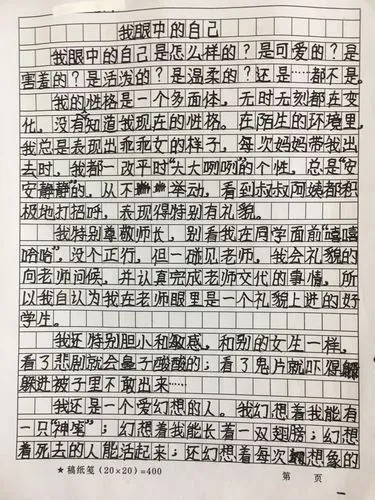 我眼中的自己
我眼中的自己是怎么样的?是可爱的?是
害羞的?是活泼的?是温柔的?还是……都不是。
我的性格是一个多面体。无时无刻都在变
化。没有知道我现在的性格。在陌生的环境里,
我总是表现出乖乖女的样子,每次妈妈带我出
去时,我都一改平时“大大咧咧”的个性。总是“安
安静静的,从不举动,看到叔叔阿姨都积
极地打招呼,表现得特别有礼貌。
我特别尊敬师长,别看我在同学面前“嘻嘻
哈哈”,没个正行。但一碰见老师,我会礼貌的
向老师问候。并认真完成老师交代的事情,所
以我自认为我在老师眼里是一个礼貌上进的好
学生。
我还特别胆小和敏感。和别的女生一样。
看了悲剧就会鼻子酸酸的;看了鬼片就吓得
躲进被子里不敢出来……
我还是一个爱幻想的人。我幻想着我能有
一只“神笔”;幻想着我能长着一双翅膀;幻想
着死去的人能活起来;还幻想着每次想象的
★稿纸笺(20×20)=400 第 页